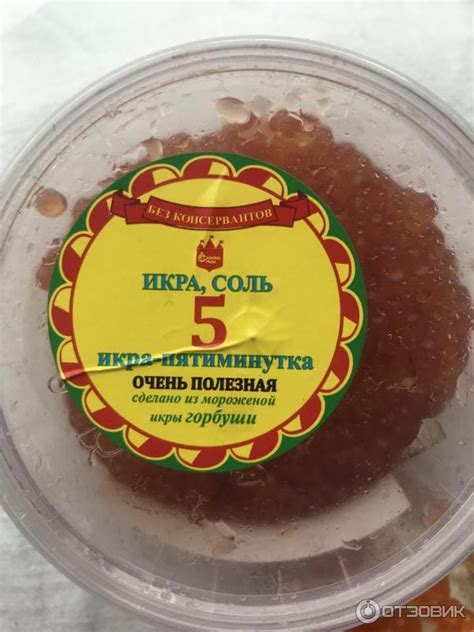 БЕЗ КОНСЕРВАНТОВ
ИКРА, СОЛЬ
5
икра-пятиминутка
ОЧЕНЬ ПОЛЕЗНАЯ
сделано из мороженой
икры горбуши
ОТЗОВИК